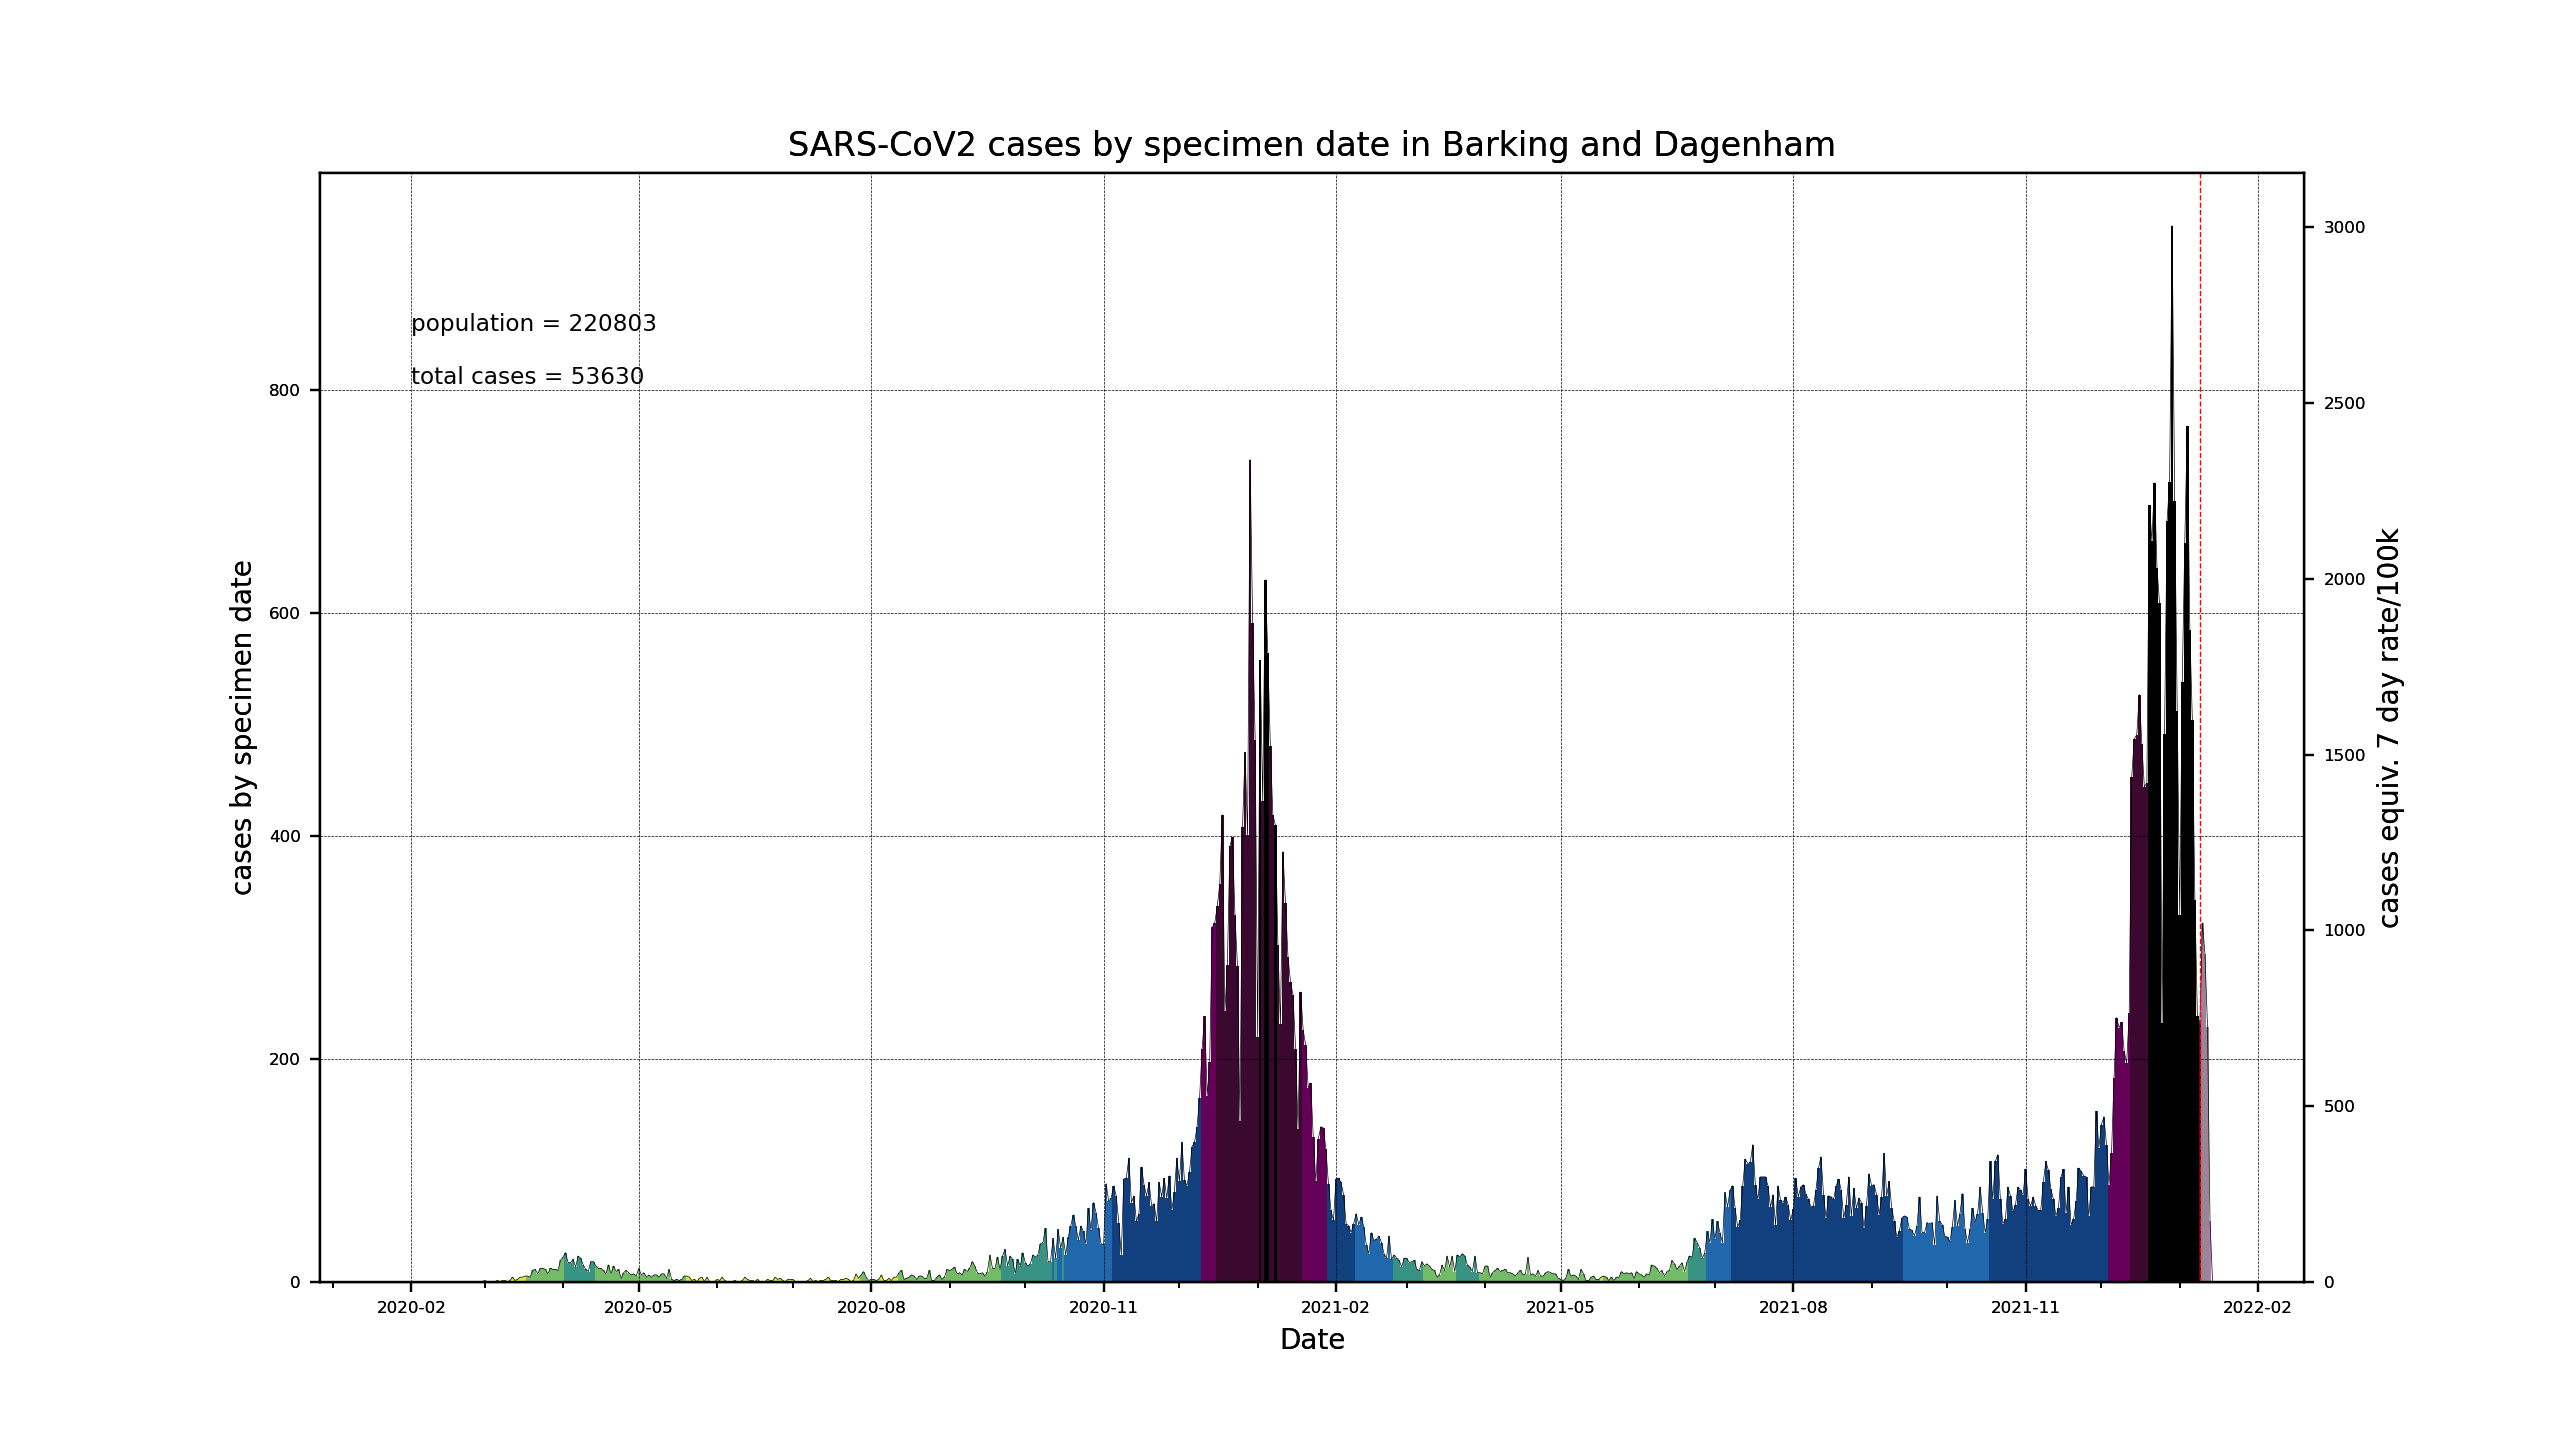 SARS-CoV2 cases by specimen date in Barking and Dagenham
population = 220803
total cases = 53630
cases by specimen date
800
600
400
200
0
3000
2500
2000
1500
1000
500
0
cases equiv. 7 day rate/100k
2020-02 2020-05 2020-08 2020-11 2021-02 2021-05 2021-08 2021-11 2022-02
Date